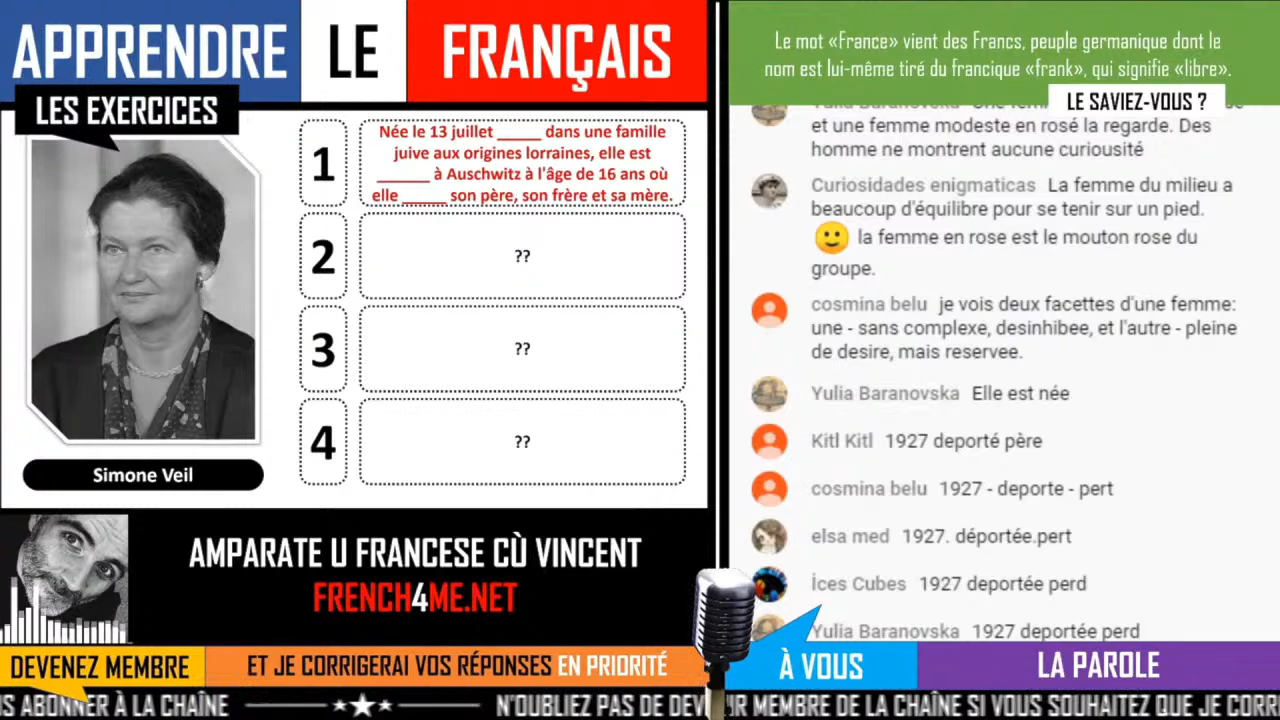 APPRENDRE LE FRANÇAIS
LES EXERCICES
1
Née le 13 juillet _____ dans une famille
juive aux origines lorraines, elle est
______ à Auschwitz à l'âge de 16 ans où
elle _____ son père, son frère et sa mère.
2
??
3
??
4
??
Simone Veil
AMPARATE U FRANCESE CÙ VINCENT
FRENCH4ME.NET
DEVENEZ MEMBRE
ET JE CORRIGERAI VOS RÉPONSES EN PRIORITÉ
Le mot «France» vient des Francs, peuple germanique dont le
nom est lui-même tiré du francique «frank», qui signifie «libre».
LE SAVIEZ-VOUS ?
Yulia Baranovska
et une femme modeste en rosé la regarde. Des
homme ne montrent aucune curiousité
Curiosidades enigmaticas La femme du milieu a
beaucoup d'équilibre pour se tenir sur un pied.
la femme en rose est le mouton rose du
groupe.
cosmina belu je vois deux facettes d'une femme:
une - sans complexe, desinhibee, et l'autre - pleine
de desire, mais reservee.
Yulia Baranovska Elle est née
Kitl Kitl 1927 deporté père
cosmina belu 1927 - deporte - pert
elsa med 1927. déportée.pert
İces Cubes 1927 deportée perd
Yulia Baranovska 1927 deportée perd
À VOUS
LA PAROLE
US ABONNER À LA CHAÎNE N'OUBLIEZ PAS DE DEV IR MEMBRE DE LA CHAÎNE SI VOUS SOUHAITEZ QUE JE CORR